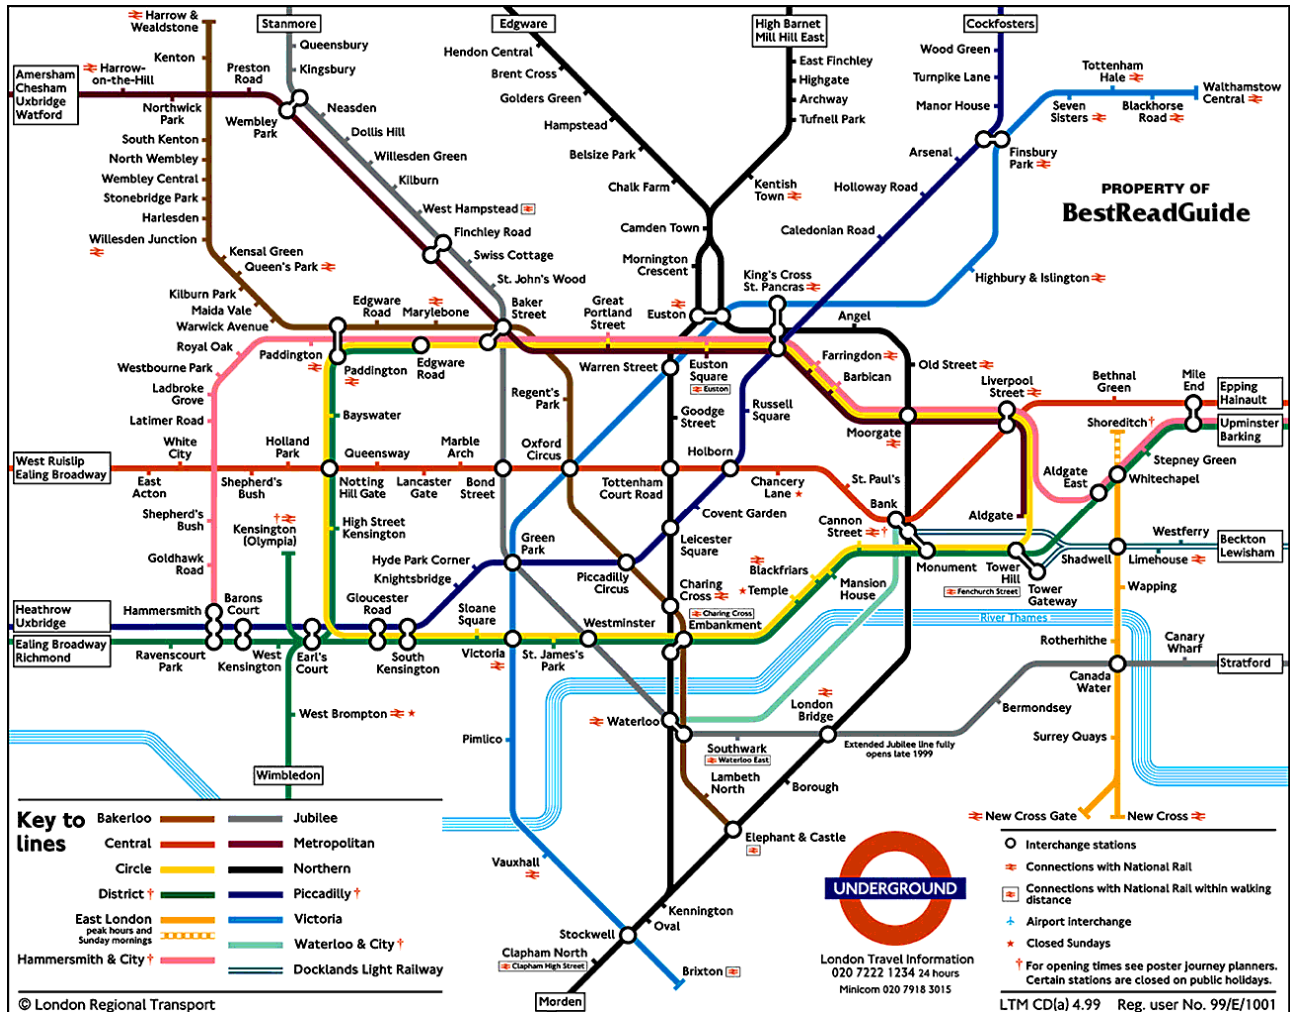 Harrow &
Wealdstone
Stanmore
Edgware
High Barnet
Mill Hill East
Cockfosters
Kenton
Queensbury
Kingsbury
Hendon Central
Brent Cross
Golders Green
Hampstead
Belsize Park
Chalk Farm
Camden Town
Mornington
Crescent
East Finchley
Highgate
Archway
Tufnell Park
Kentish
Town
Wood Green
Turnpike Lane
Manor House
Arsenal
Finsbury
Park
Holloway Road
Caledonian Road
Tottenham
Hale
Seven
Sisters
Blackhorse
Road
Walthamstow
Central
PROPERTY OF
BestReadGuide
Highbury & Islington
Amersham
Chesham
Uxbridge
Watford
Harrow-
on-the-Hill
Northwick
Park
Preston
Road
Wembley
Park
Neasden
Dollis Hill
Willesden Green
Kilburn
West Hampstead
Finchley Road
Swiss Cottage
St. John's Wood
South Kenton
North Wembley
Wembley Central
Stonebridge Park
Harlesden
Willesden Junction
Kensal Green
Queen's Park
Kilburn Park
Maida Vale
Warwick Avenue
Edgware
Road
Marylebone
Baker
Street
Great
Portland
Street
Euston
King's Cross
St. Pancras
Angel
Old Street
Royal Oak
Westbourne Park
Ladbroke
Grove
Latimer Road
Paddington
Paddington
Edgware
Road
Warren Street
Euston
Square
Euston
Farringdon
Barbican
Moorgate
Liverpool
Street
Bethnal
Green
Mile
End
Epping
Hainault
Upminster
Barking
Shoreditch
Stepney Green
Whitechapel
Aldgate
East
Aldgate
Bayswater
Regent's
Park
Goodge
Street
Russell
Square
West Ruislip
Ealing Broadway
White
City
East
Acton
Holland
Park
Shepherd's
Bush
Queensway
Notting
Hill Gate
Lancaster
Gate
Marble
Arch
Bond
Street
Oxford
Circus
Tottenham
Court Road
Holborn
Chancery
Lane
St. Paul's
Bank
Cannon
Street
Monument
Tower
Hill
Fenchurch Street
Tower
Gateway
Shadwell
Westferry
Limehouse
Beckton
Lewisham
Shepherd's
Bush
Goldhawk
Road
Kensington
(Olympia)
High Street
Kensington
Hyde Park Corner
Knightsbridge
Green
Park
Piccadilly
Circus
Covent Garden
Leicester
Square
Charing
Cross
Charing Cross
Embankment
Blackfriars
Temple
Mansion
House
Wapping
River Thames
Rotherhithe
Canary
Wharf
Canada
Water
Stratford
Heathrow
Uxbridge
Ealing Broadway
Richmond
Hammersmith
Barons
Court
Gloucester
Road
Ravenscourt
Park
West
Kensington
Earl's
Court
South
Kensington
Sloane
Square
Victoria
St. James's
Park
Westminster
West Brompton
Wimbledon
Pimlico
Waterloo
Southwark
Waterloo East
London
Bridge
Extended Jubilee line fully
opens late 1999
Bermondsey
Surrey Quays
New Cross Gate
New Cross
Lambeth
North
Borough
Elephant & Castle
Vauxhall
Kennington
Oval
Stockwell
Clapham North
Clapham High Street
Brixton
Morden
Key to
lines
Bakerloo
Central
Circle
District †
East London
peak hours and
Sunday mornings
Hammersmith & City †
Jubilee
Metropolitan
Northern
Piccadilly †
Victoria
Waterloo & City †
Docklands Light Railway
© London Regional Transport
UNDERGROUND
London Travel Information
020 7222 1234 24 hours
Minicom 020 7918 3015
Interchange stations
Connections with National Rail
Connections with National Rail within walking
distance
Airport interchange
Closed Sundays
† For opening times see poster journey planners.
Certain stations are closed on public holidays.
LTM CD(a) 4.99 Reg. user No. 99/E/1001